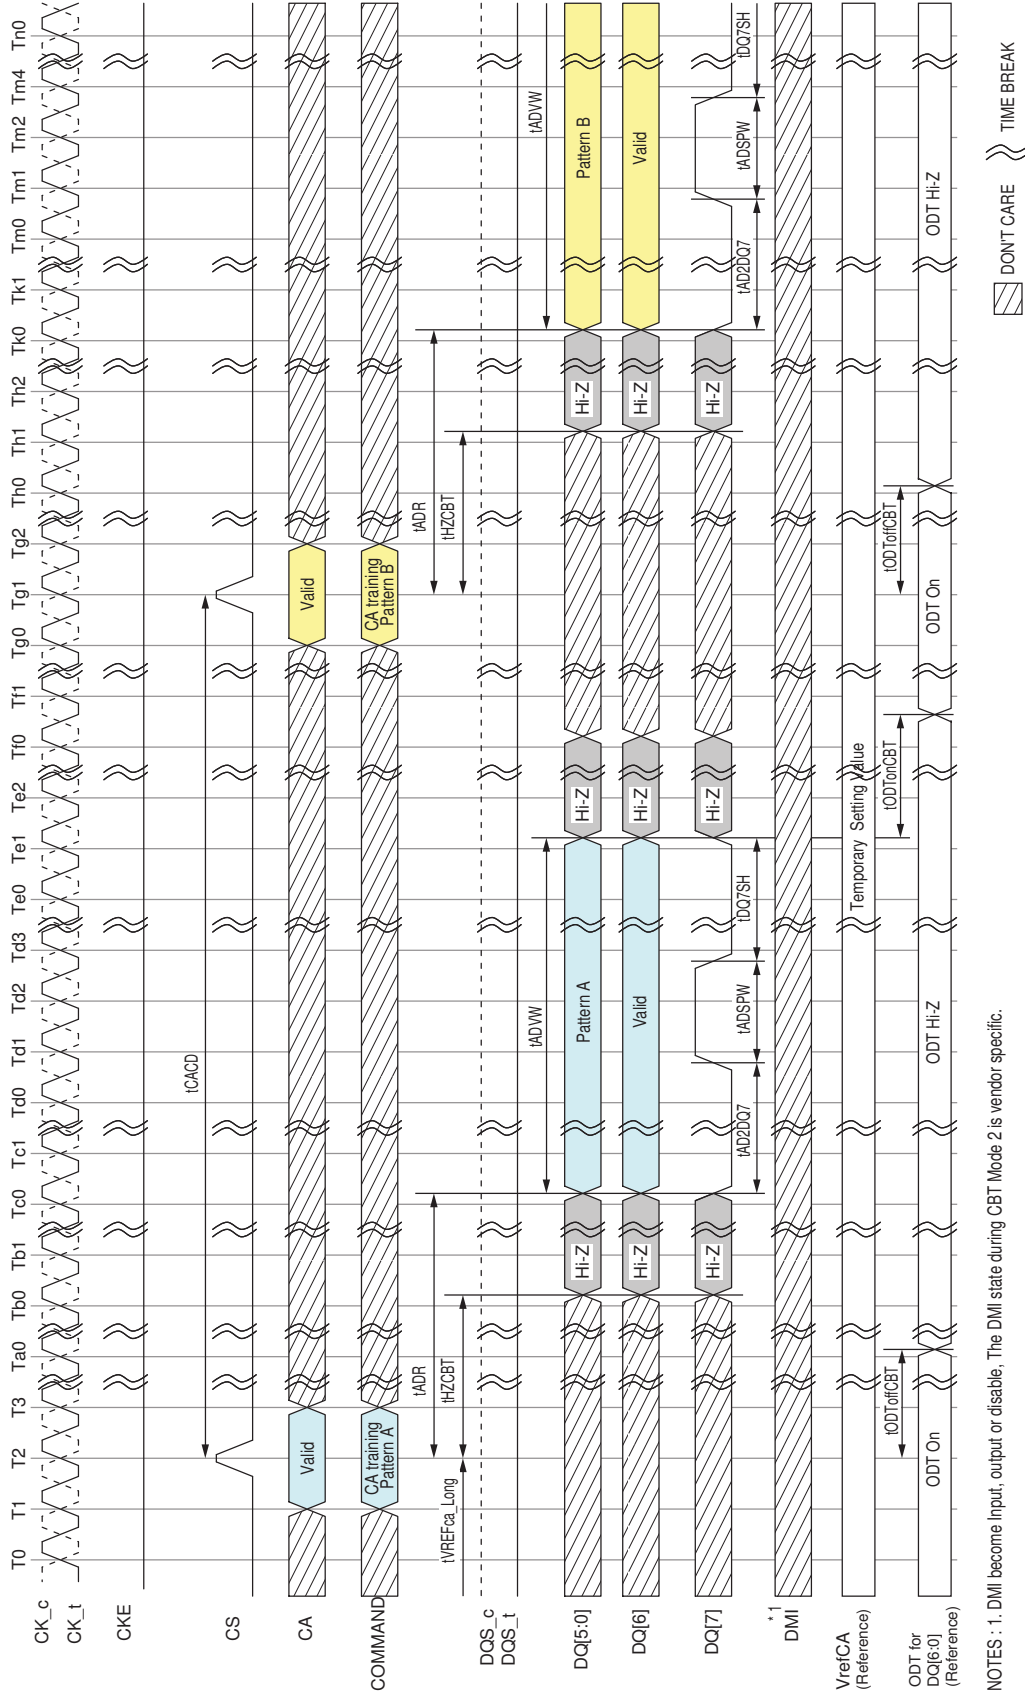 T0 T1 T2 T3 Ta0 Tb0 Tb1 Tc0 Tc1 Td0 Td1 Td2 Td3 Te0 Te1 Te2 Tf0 Tf1 Tg0 Tg1 Tg2 Th0 Th1 Th2 Tk0 Tk1 Tm0 Tm1 Tm2 Tm4 Tn0
CK_c
CK_t
CKE
CS
tCACD
CA
Valid
Valid
COMMAND
CA training
Pattern A
CA training
Pattern B
tADR
tADR
tVREFca_Long
tHZCBT
tHZCBT
DQS_c
DQS_t
tADVW
tADVW
DQ[5:0]
Hi-Z
Pattern A
Hi-Z
Hi-Z
Pattern B
DQ[6]
Hi-Z
Valid
Hi-Z
Hi-Z
Valid
DQ[7]
Hi-Z
Hi-Z
Hi-Z
tAD2DQ7
tADSPW
tDQ7SH
tAD2DQ7
tADSPW
tDQ7SH
*1
DMI
VrefCA
(Reference)
Temporary Setting Value
tODToffCBT
tODTonCBT
tODToffCBT
ODT for
DQ[6:0]
(Reference)
ODT On
ODT Hi-Z
ODT On
ODT Hi-Z
NOTES : 1. DMI become Input, output or disable, The DMI state during CBT Mode 2 is vendor specific.
DON'T CARE
TIME BREAK